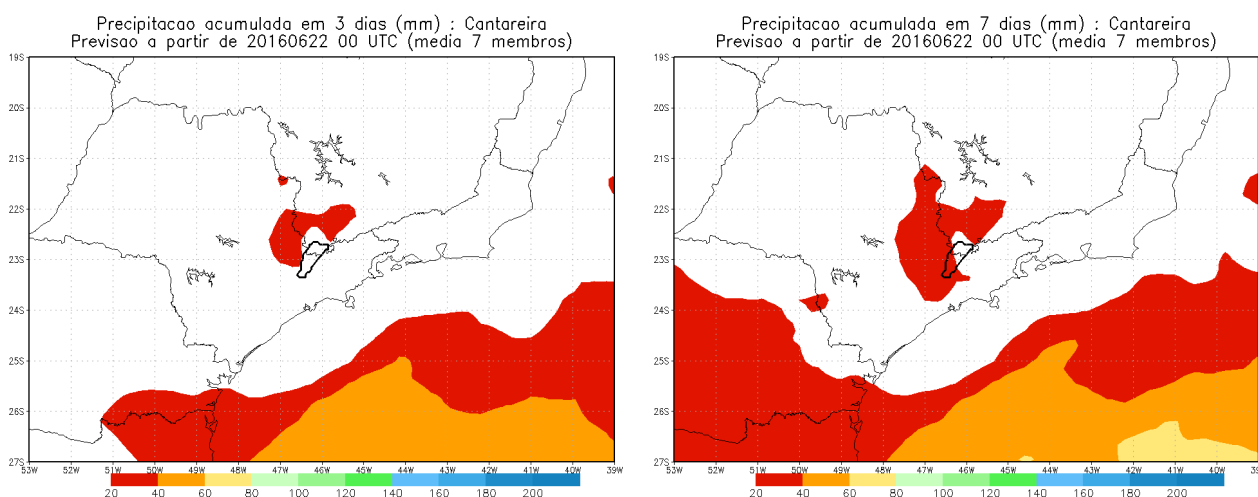 Precipitacao acumulada em 3 dias (mm) : Cantareira
Previsao a partir de 20160622 00 UTC (media 7 membros)
19S
20S
21S
22S
23S
24S
25S
26S
27S
53W 52W 51W 50W 49W 48W 47W 46W 45W 44W 43W 42W 41W 40W 39W
20 40 60 80 100 120 140 160 180 200
Precipitacao acumulada em 7 dias (mm) : Cantareira
Previsao a partir de 20160622 00 UTC (media 7 membros)
19S
20S
21S
22S
23S
24S
25S
26S
27S
53W 52W 51W 50W 49W 48W 47W 46W 45W 44W 43W 42W 41W 40W
20 40 60 80 100 120 140 160 180 200